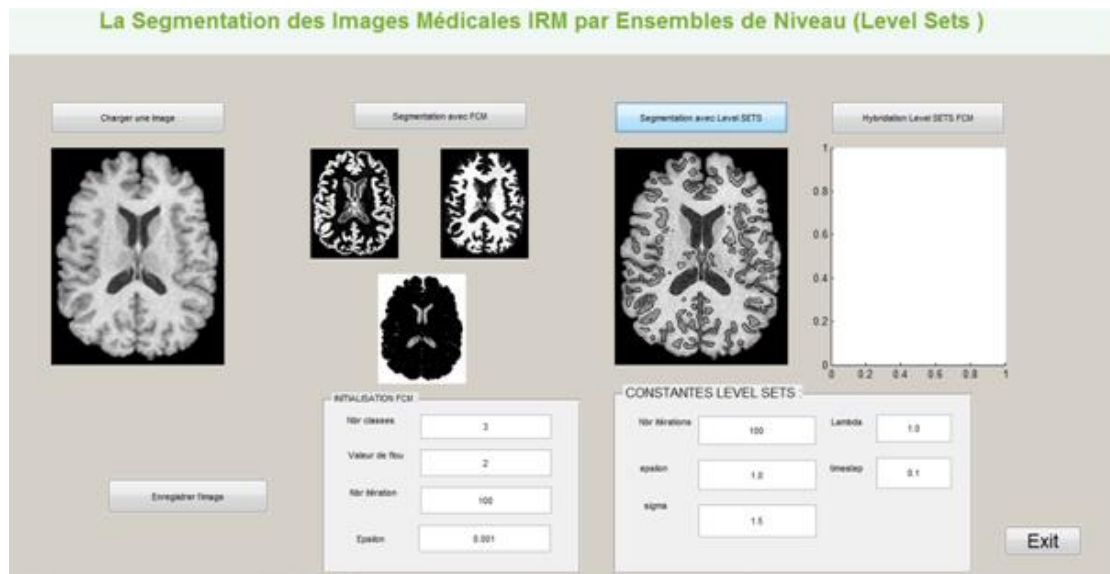 La Segmentation des Images Médicales IRM par Ensembles de Niveau (Level Sets )
Charger une image
Segmentation avec FCM
Segmentation avec Level SETS
Hybridation Level SETS FCM
1
0.8
0.6
0.4
0.2
0
0 0.2 0.4 0.6 0.8 1
INITIALISATION FCM
Nbr classes 3
Valeur de flou 2
Nbr itération 100
Epsilon 0.001
CONSTANTES LEVEL SETS :
Nbr itérations 100
Lambda 1.0
epsilon 1.0
timestep 0.1
sigma 1.5
Enregistrer l'image
Exit